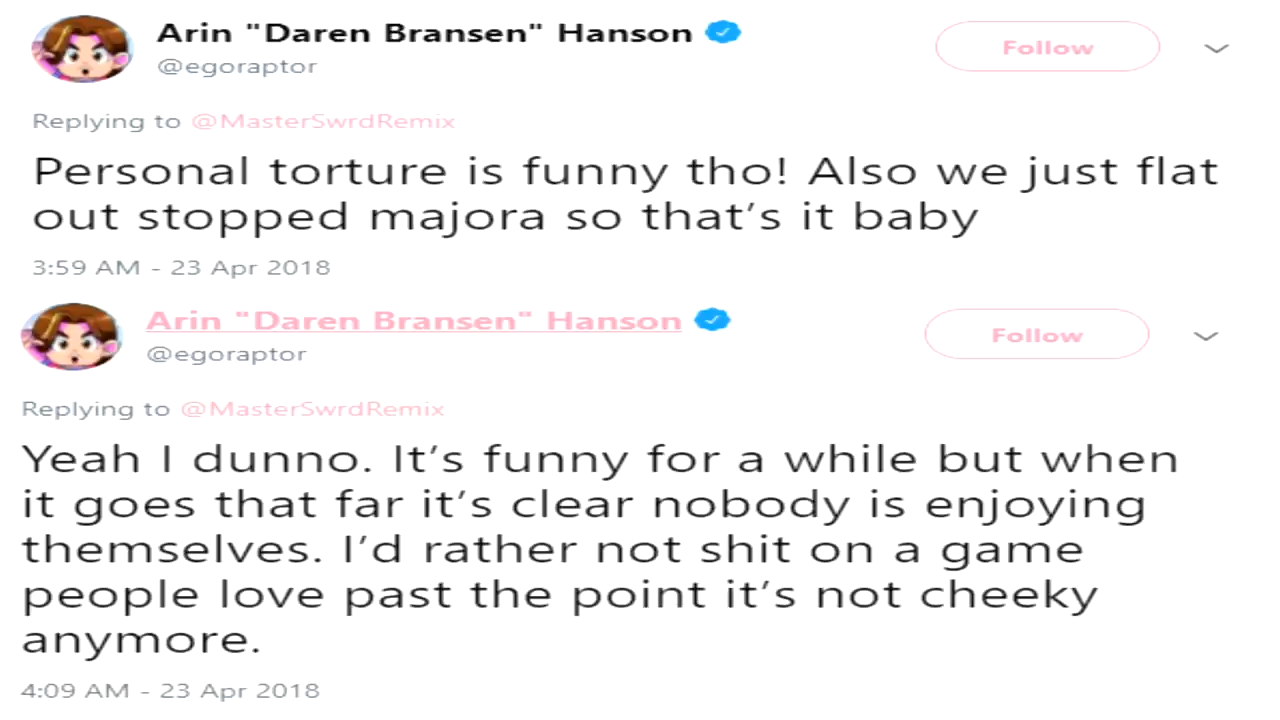 Arin "Daren Bransen" Hanson
Follow
@egoraptor
Replying to @MasterSwrdRemix
Personal torture is funny tho! Also we just flat
out stopped majora so that's it baby
3:59 AM - 23 Apr 2018
Arin "Daren Bransen" Hanson
Follow
@egoraptor
Replying to @MasterSwrdRemix
Yeah I dunno. It's funny for a while but when
it goes that far it's clear nobody is enjoying
themselves. I'd rather not shit on a game
people love past the point it's not cheeky
anymore.
4:09 AM - 23 Apr 2018